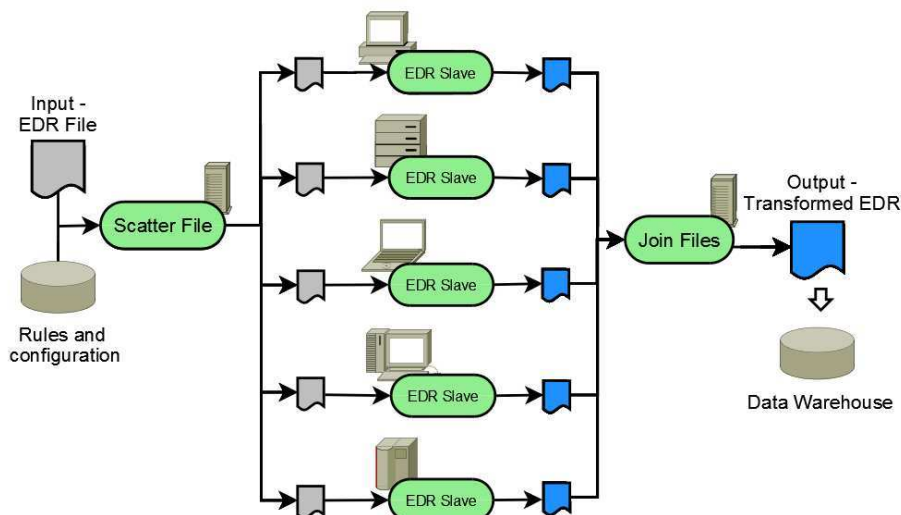 Input -
EDR File
Scatter File
Rules and
configuration
EDR Slave
EDR Slave
EDR Slave
EDR Slave
EDR Slave
Join Files
Output -
Transformed EDR
Data Warehouse